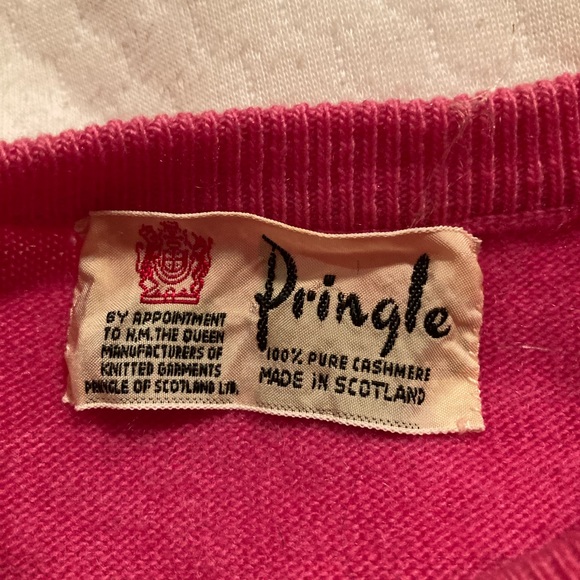 BY APPOINTMENT
TO H.M. THE QUEEN
MANUFACTURERS OF
KNITTED GARMENTS
PRINGLE OF SCOTLAND LTD.
Pringle
100% PURE CASHMERE
MADE IN SCOTLAND